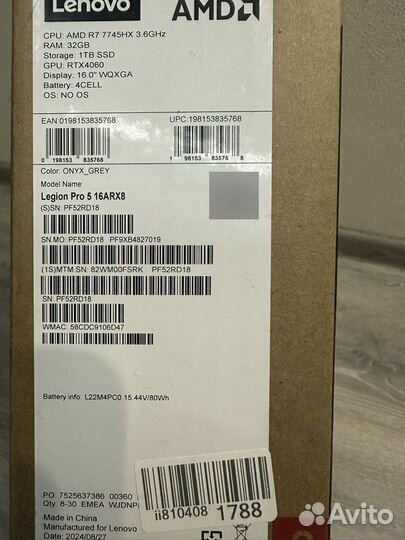 Lenovo
AMD
CPU: AMD R7 7745HX 3.6GHz
RAM: 32GB
Storage: 1TB SSD
GPU: RTX4060
Display: 16.0" WQXGA
Battery: 4CELL
OS: NO OS
EAN:0198153835768
UPC:198153835768
0 198153 835768
1 98153 83576 8
Color: ONYX_GREY
Model Name:
Legion Pro 5 16ARX8
(S)SN: PF52RD18
SN.MO: PF52RD18 PF9XB4827019
(1S)MTM.SN: 82WM00FSRK PF52RD18
SN: PF52RD18
WMAC: 58CDC9106D47
Battery info: L22M4PC0 15.44V/80Wh
ii810408 1788
PO: 7525637386 00360
Qty: 8-30 EMEA WJDNP
Made in China
Manufactured for Lenovo
Date: 2024/08/27
Avito